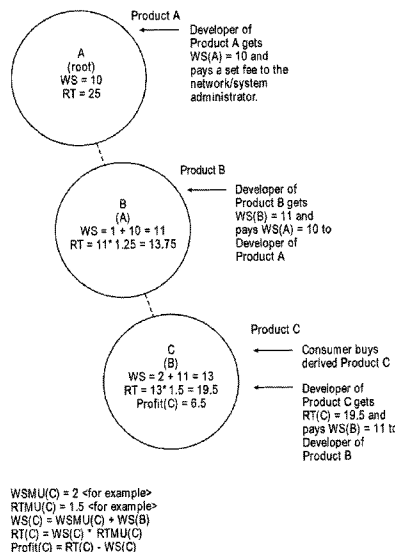 Product A
A
(root)
WS = 10
RT = 25
Developer of
Product A gets
WS(A) = 10 and
pays a set fee to the
network/system
administrator.
Product B
B
(A)
WS = 1 + 10 = 11
RT = 11* 1.25 = 13.75
Developer of
Product B gets
WS(B) = 11 and
pays WS(A) = 10 to
Developer of
Product A
Product C
C
(B)
WS = 2 + 11 = 13
RT = 13* 1.5 = 19.5
Profit(C) = 6.5
Consumer buys
derived Product C
Developer of
Product C gets
RT(C) = 19.5 and
pays WS(B) = 11 to
Developer of
Product B
WSMU(C) = 2 <for example>
RTMU(C) = 1.5 <for example>
WS(C) = WSMU(C) + WS(B)
RT(C) = WS(C) * RTMU(C)
Profit(C) = RT(C) - WS(C)